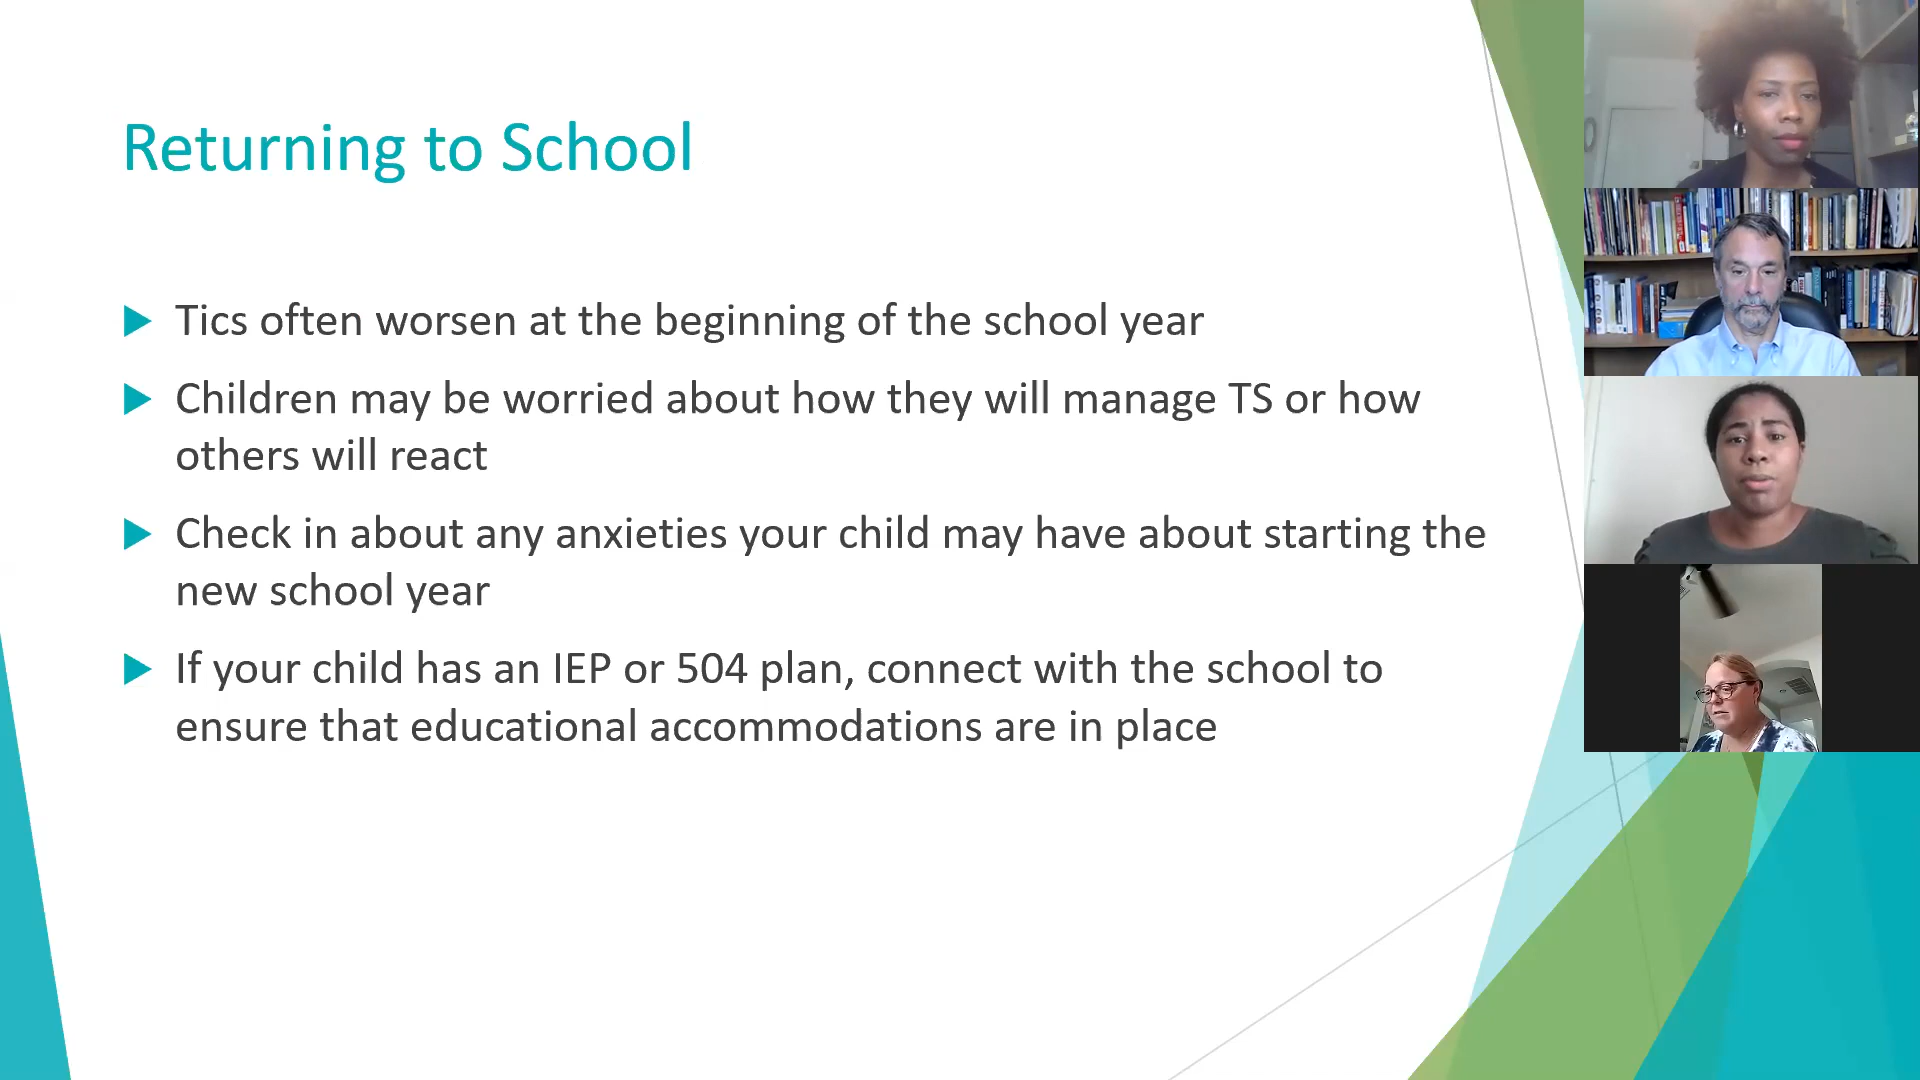 Returning to School
Tics often worsen at the beginning of the school year
Children may be worried about how they will manage TS or how
others will react
Check in about any anxieties your child may have about starting the
new school year
If your child has an IEP or 504 plan, connect with the school to
ensure that educational accommodations are in place